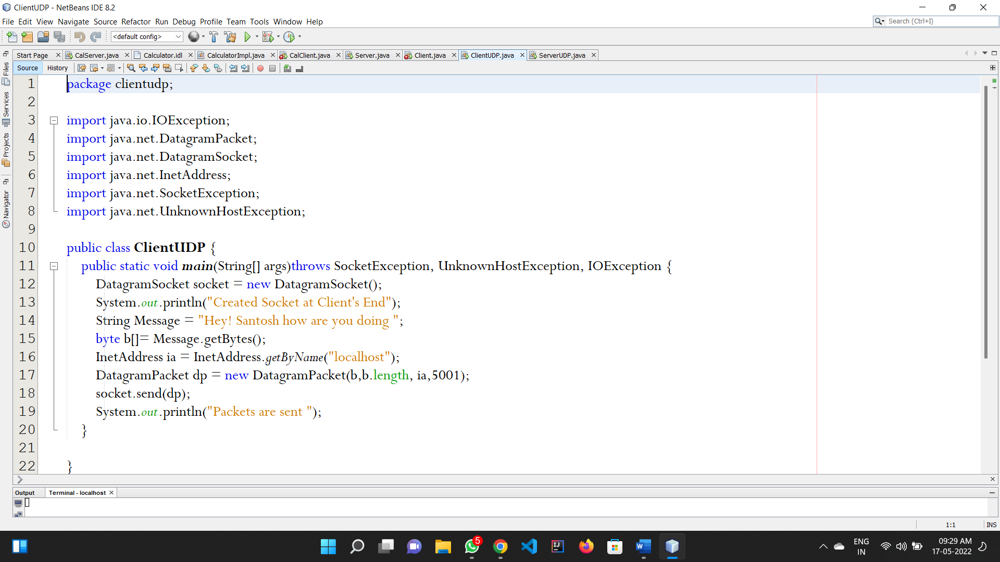 ClientUDP - NetBeans IDE 8.2
File Edit View Navigate Source Refactor Run Debug Profile Team Tools Window Help
Search (Ctrl+I)
<default config>
Start Page CalServer.java Calculator.idl CalculatorImpl.java CalClient.java Server.java Client.java ClientUDP.java ServerUDP.java
Source History
Files
Services
Projects
Navigator
1 package clientudp;
2
3 import java.io.IOException;
4 import java.net.DatagramPacket;
5 import java.net.DatagramSocket;
6 import java.net.InetAddress;
7 import java.net.SocketException;
8 import java.net.UnknownHostException;
9
10 public class ClientUDP {
11 public static void main(String[] args)throws SocketException, UnknownHostException, IOException {
12 DatagramSocket socket = new DatagramSocket();
13 System.out.println("Created Socket at Client's End");
14 String Message = "Hey! Santosh how are you doing ";
15 byte b[]= Message.getBytes();
16 InetAddress ia = InetAddress.getByName("localhost");
17 DatagramPacket dp = new DatagramPacket(b,b.length, ia,5001);
18 socket.send(dp);
19 System.out.println("Packets are sent ");
20 }
21
22 }
Output Terminal - localhost
1:1 INS
5
ENG
IN
09:29 AM
17-05-2022